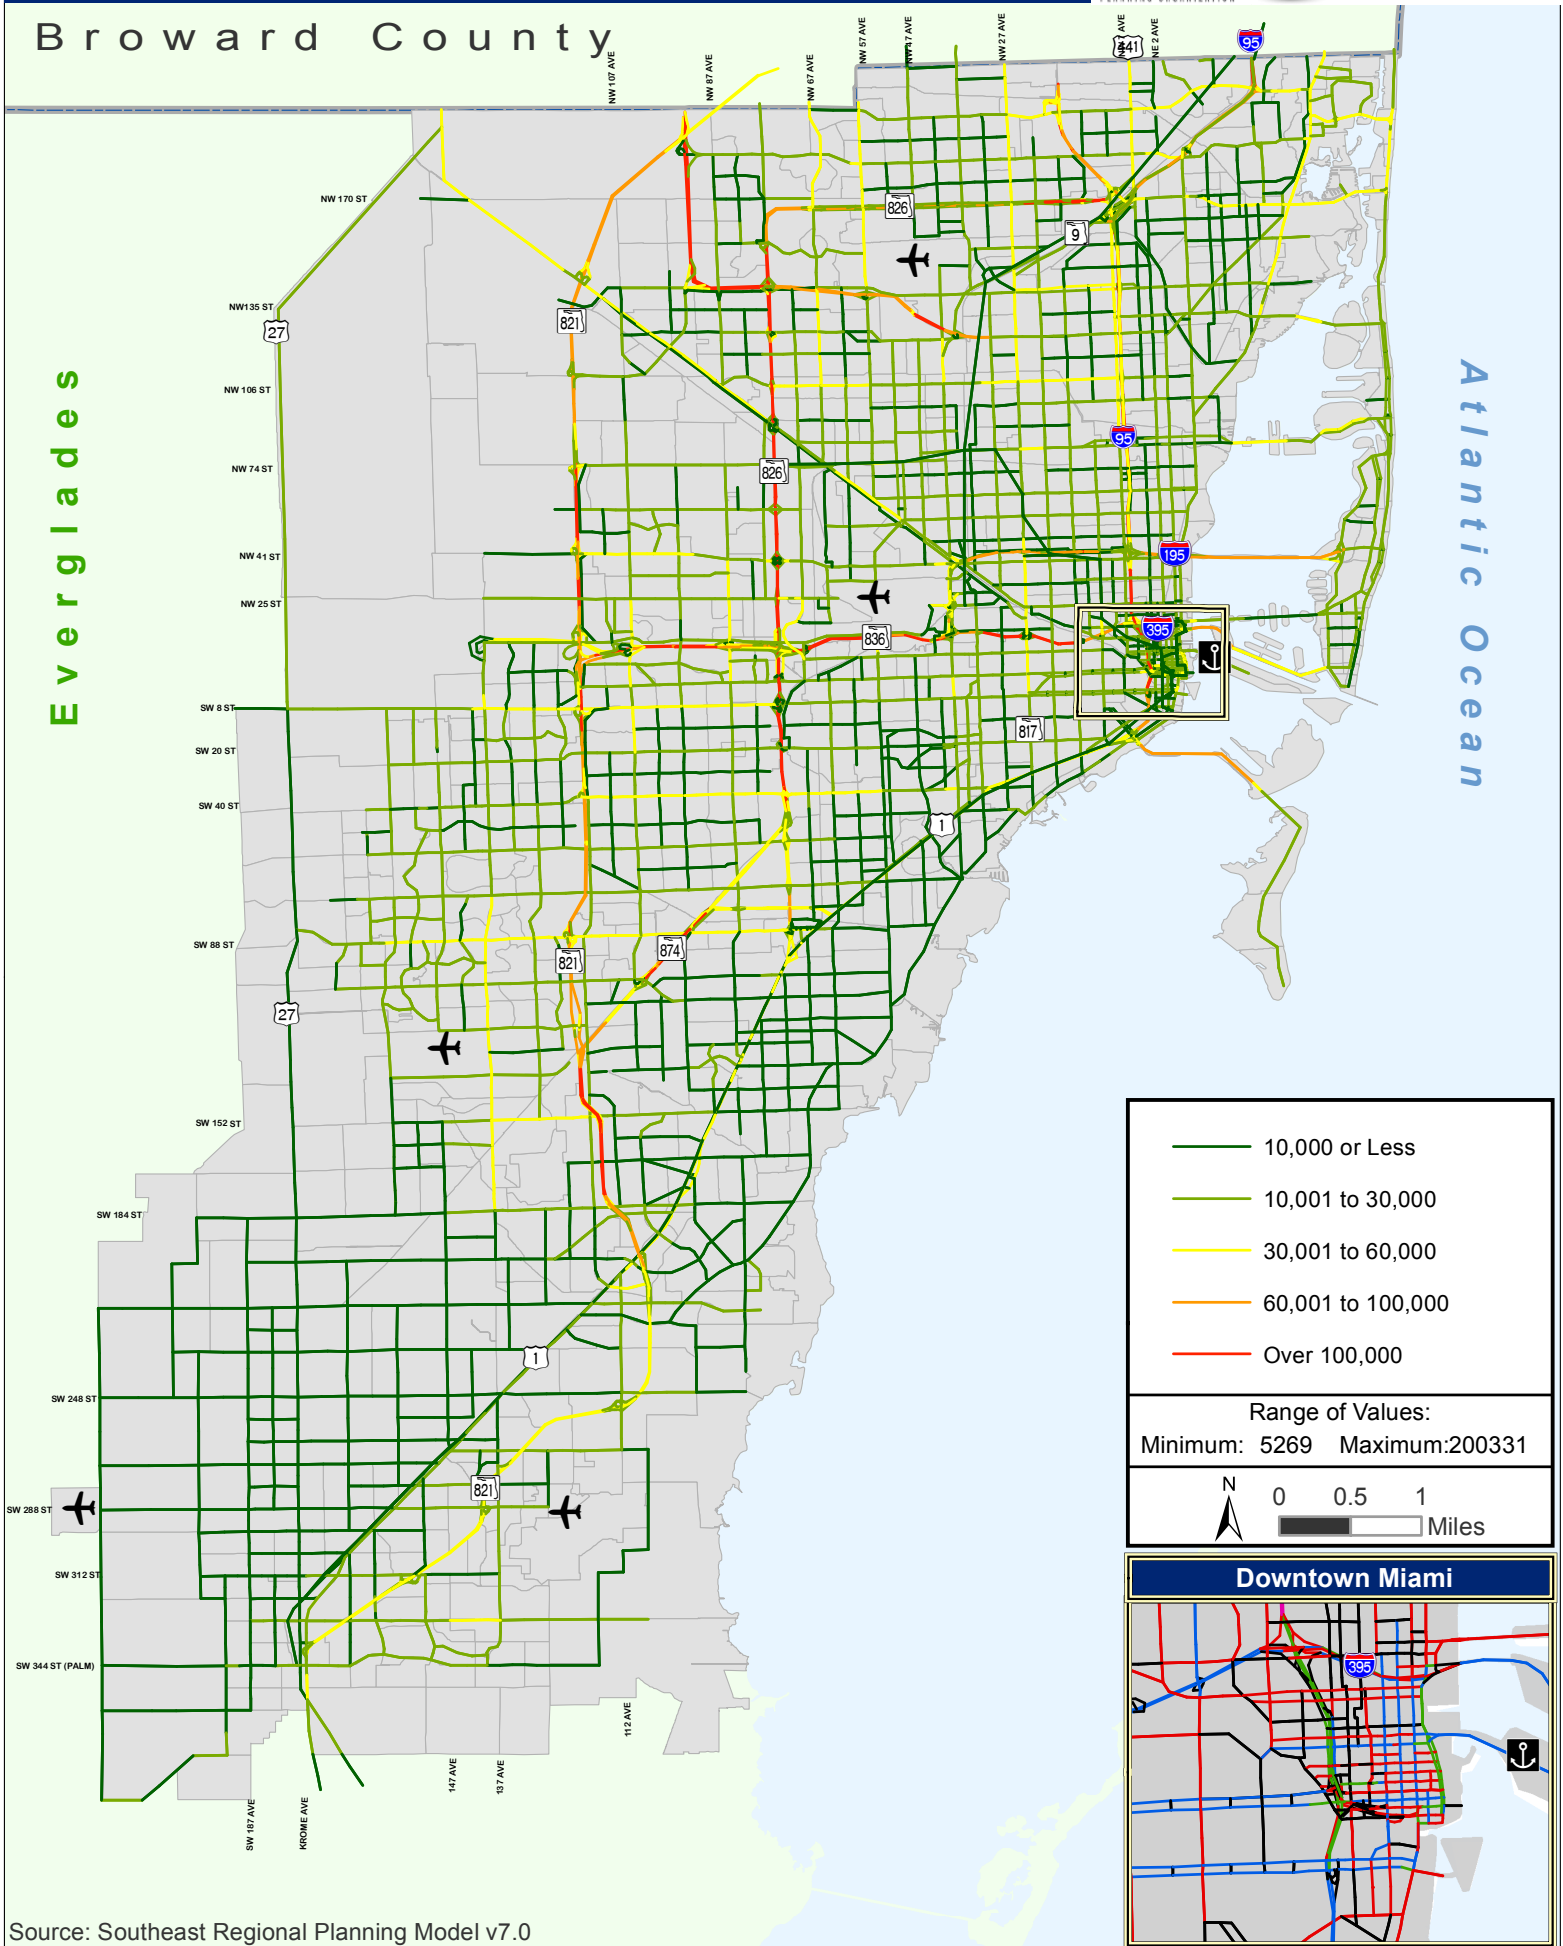 Broward County
NW 107 AVE
NW 87 AVE
NW 67 AVE
NW 57 AVE
NW 47 AVE
NW 27 AVE
441
NE 2 AVE
95
NW 170 ST
826
9
NW135 ST
27
821
NW 106 ST
Everglades
Atlantic Ocean
95
NW 74 ST
826
NW 41 ST
195
NW 25 ST
836
395
SW 8 ST
817
SW 20 ST
SW 40 ST
1
SW 88 ST
821
874
27
SW 152 ST
SW 184 ST
1
SW 248 ST
821
SW 288 ST
SW 312 ST
SW 344 ST (PALM)
112 AVE
147 AVE
137 AVE
SW 187 AVE
KROME AVE
10,000 or Less
10,001 to 30,000
30,001 to 60,000
60,001 to 100,000
Over 100,000
Range of Values:
Minimum: 5269 Maximum:200331
N
0 0.5 1
Miles
Downtown Miami
395
Source: Southeast Regional Planning Model v7.0